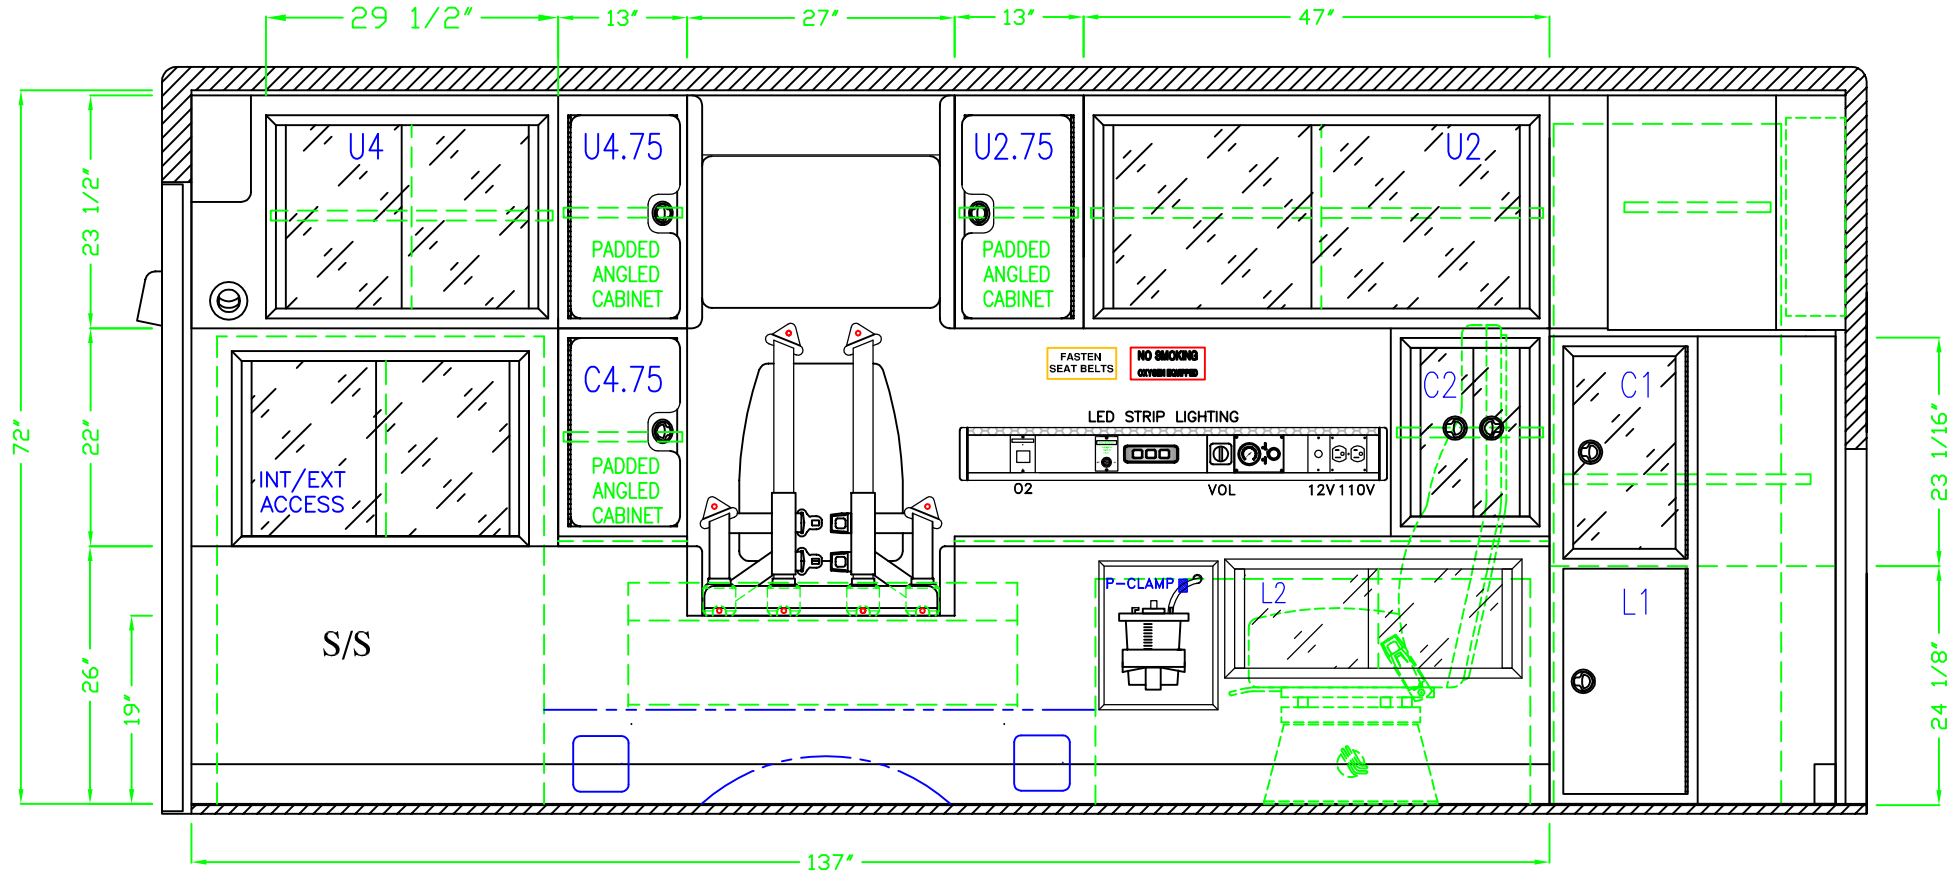 29 1/2″
13″
27″
13″
47″
U4
U4.75
U2.75
U2
23 1/2″
PADDED
ANGLED
CABINET
PADDED
ANGLED
CABINET
FASTEN
SEAT BELTS
NO SMOKING
OXYGEN EQUIPPED
C4.75
C2
C1
LED STRIP LIGHTING
72″
22″
INT/EXT
ACCESS
PADDED
ANGLED
CABINET
O2
VOL
12V
110V
23 1/16″
P-CLAMP
L2
L1
S/S
26″
19″
24 1/8″
137″